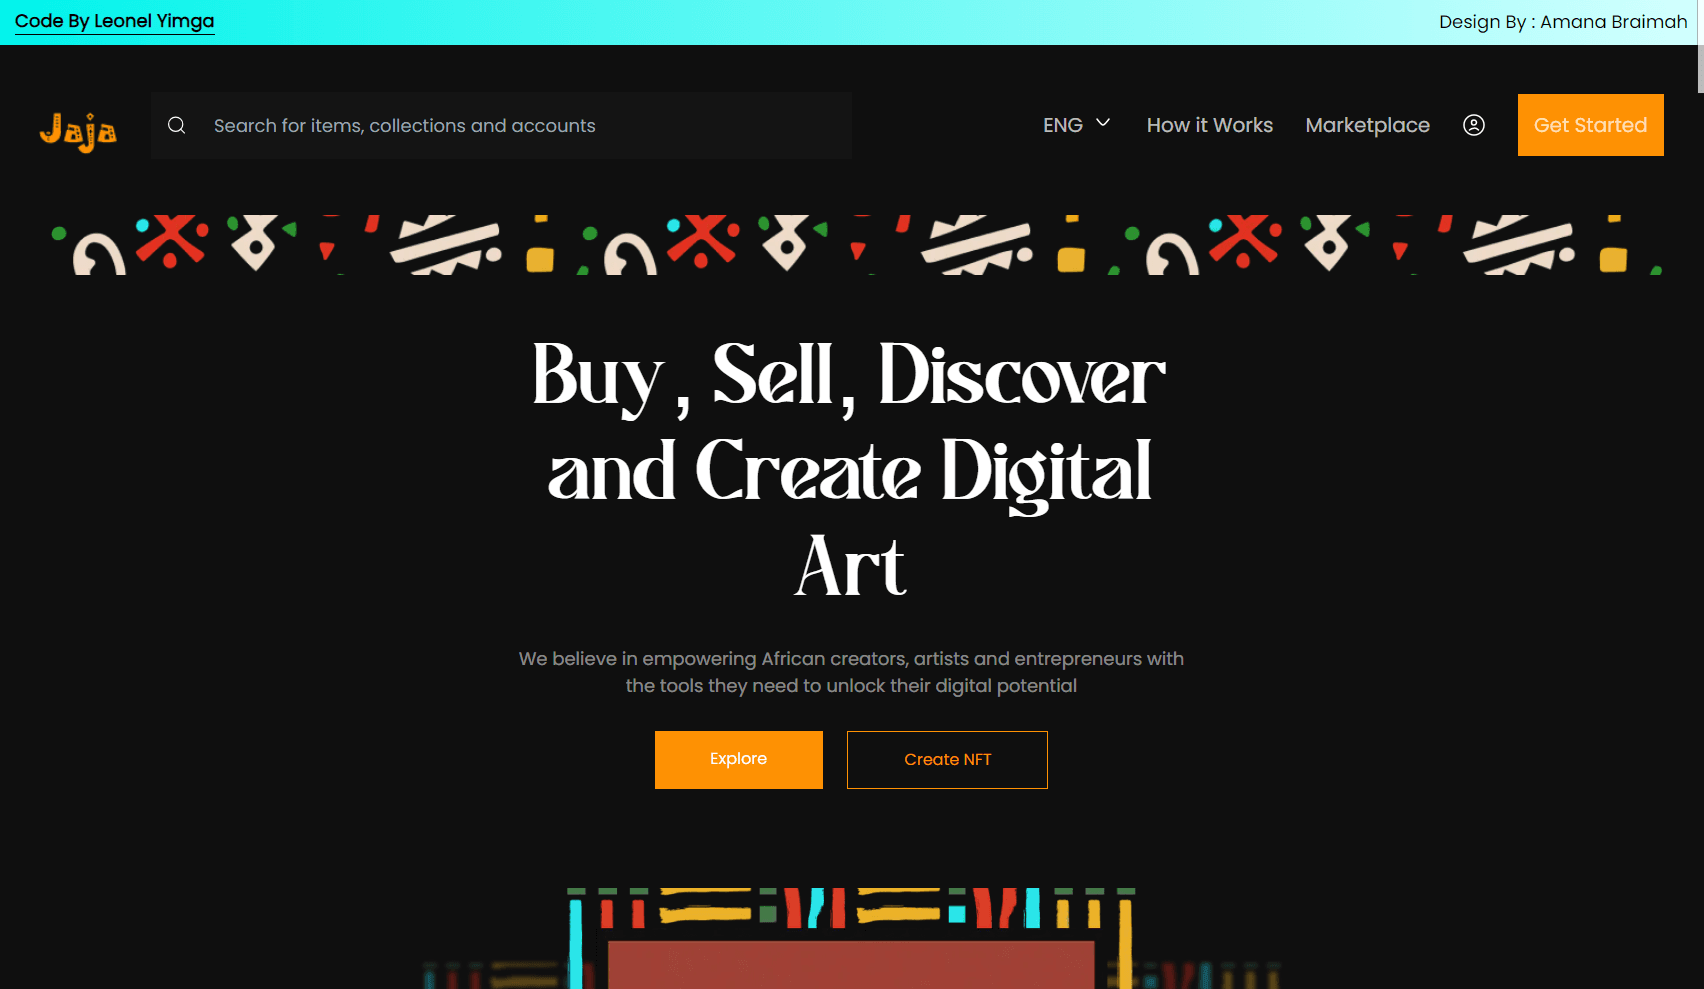 Code By Leonel Yimga
Design By : Amana Braimah
Jaja
Search for items, collections and accounts
ENG
How it Works
Marketplace
Get Started
Buy, Sell, Discover
and Create Digital
Art
We believe in empowering African creators, artists and entrepreneurs with
the tools they need to unlock their digital potential
Explore
Create NFT